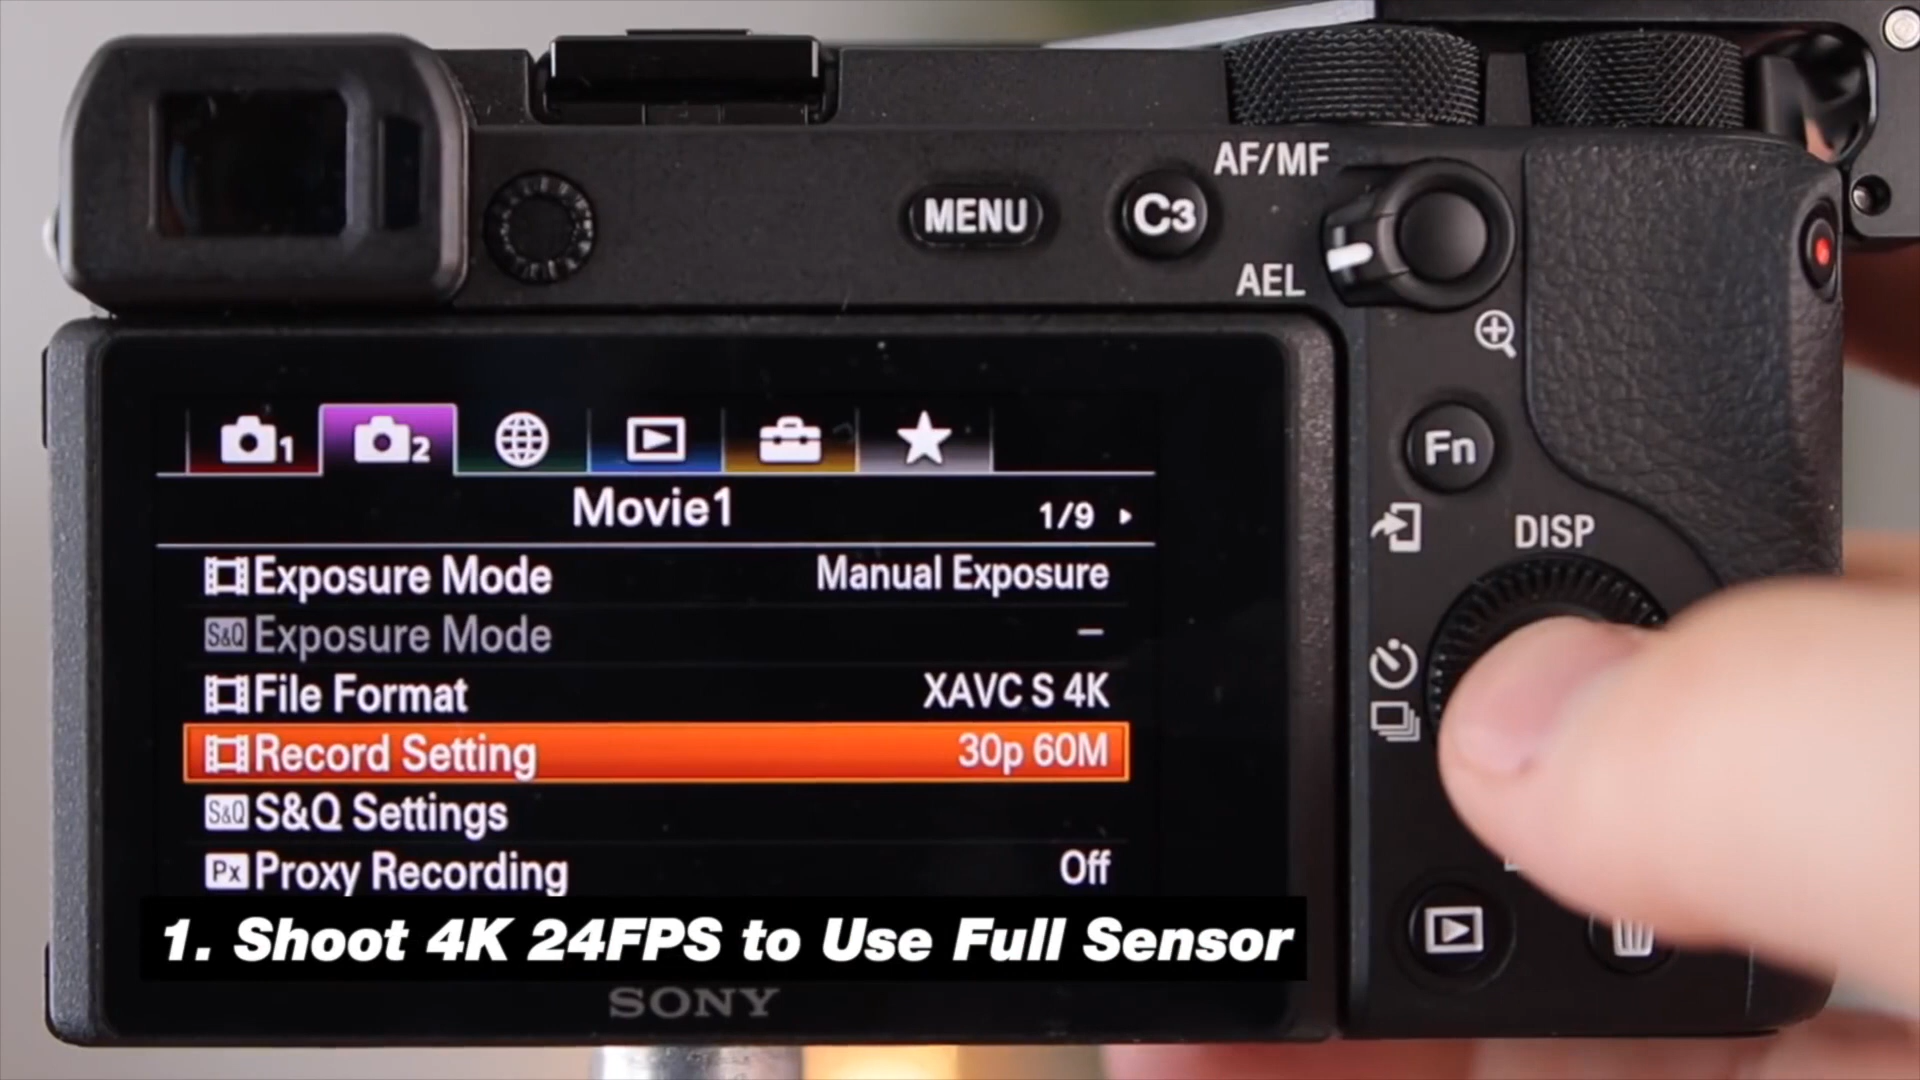 AF/MF
MENU
C3
AEL
1
2
Fn
Movie1
1/9
DISP
Exposure Mode Manual Exposure
S&Q Exposure Mode –
File Format XAVC S 4K
Record Setting 30p 60M
S&Q S&Q Settings
Px Proxy Recording Off
1. Shoot 4K 24FPS to Use Full Sensor
SONY